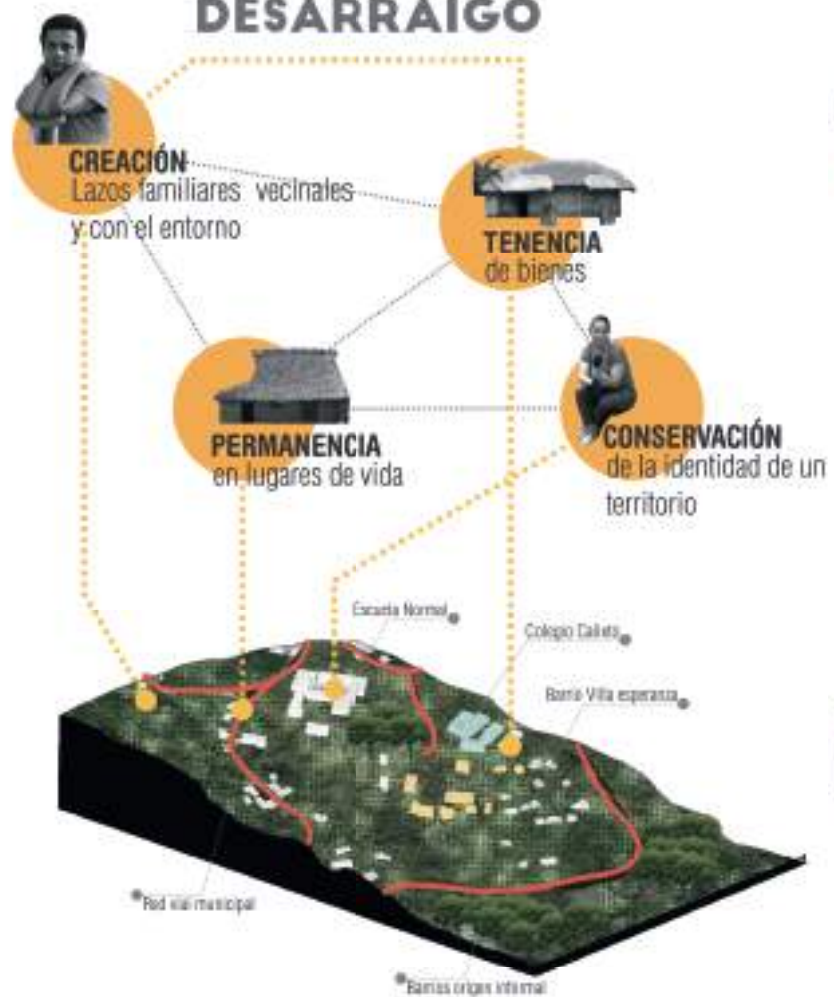 DESARRAIGO
CREACIÓN
Lazos familiares vecinales
y con el entorno
TENENCIA
de bienes
PERMANENCIA
en lugares de vida
CONSERVACIÓN
de la identidad de un
territorio
Escuela Normal
Colegio
Barrio Villa esperanza
Red vial municipal
Barrios origen informal